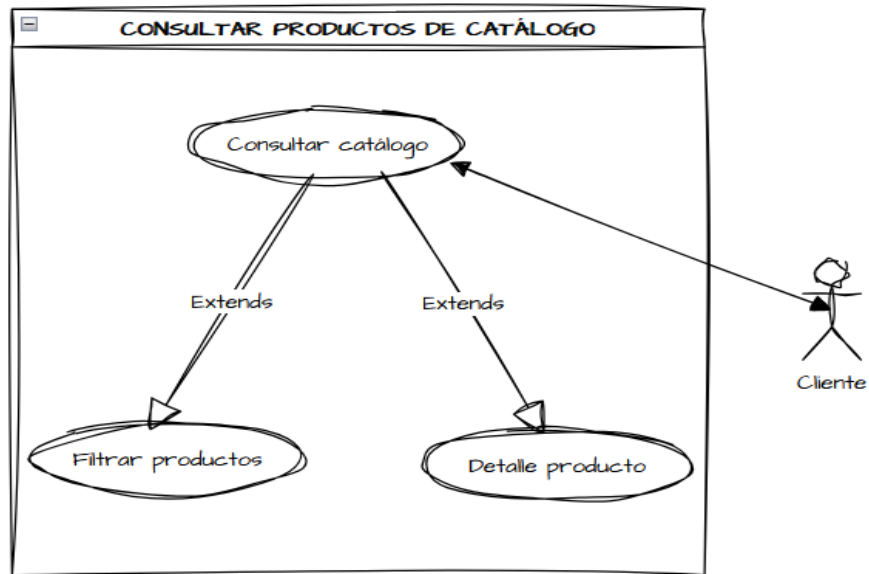 CONSULTAR PRODUCTOS DE CATÁLOGO
Consultar catálogo
Extends
Extends
Cliente
Filtrar productos
Detalle producto